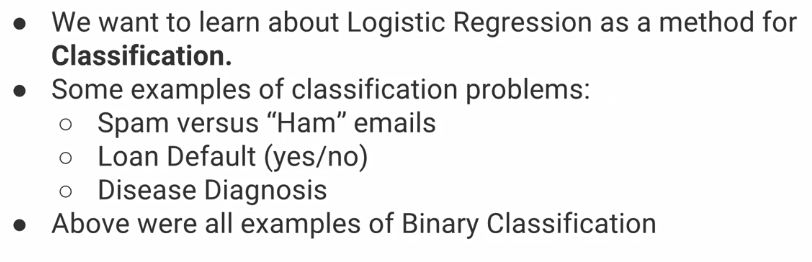 ● We want to learn about Logistic Regression as a method for
Classification.
● Some examples of classification problems:
○ Spam versus “Ham” emails
○ Loan Default (yes/no)
○ Disease Diagnosis
● Above were all examples of Binary Classification